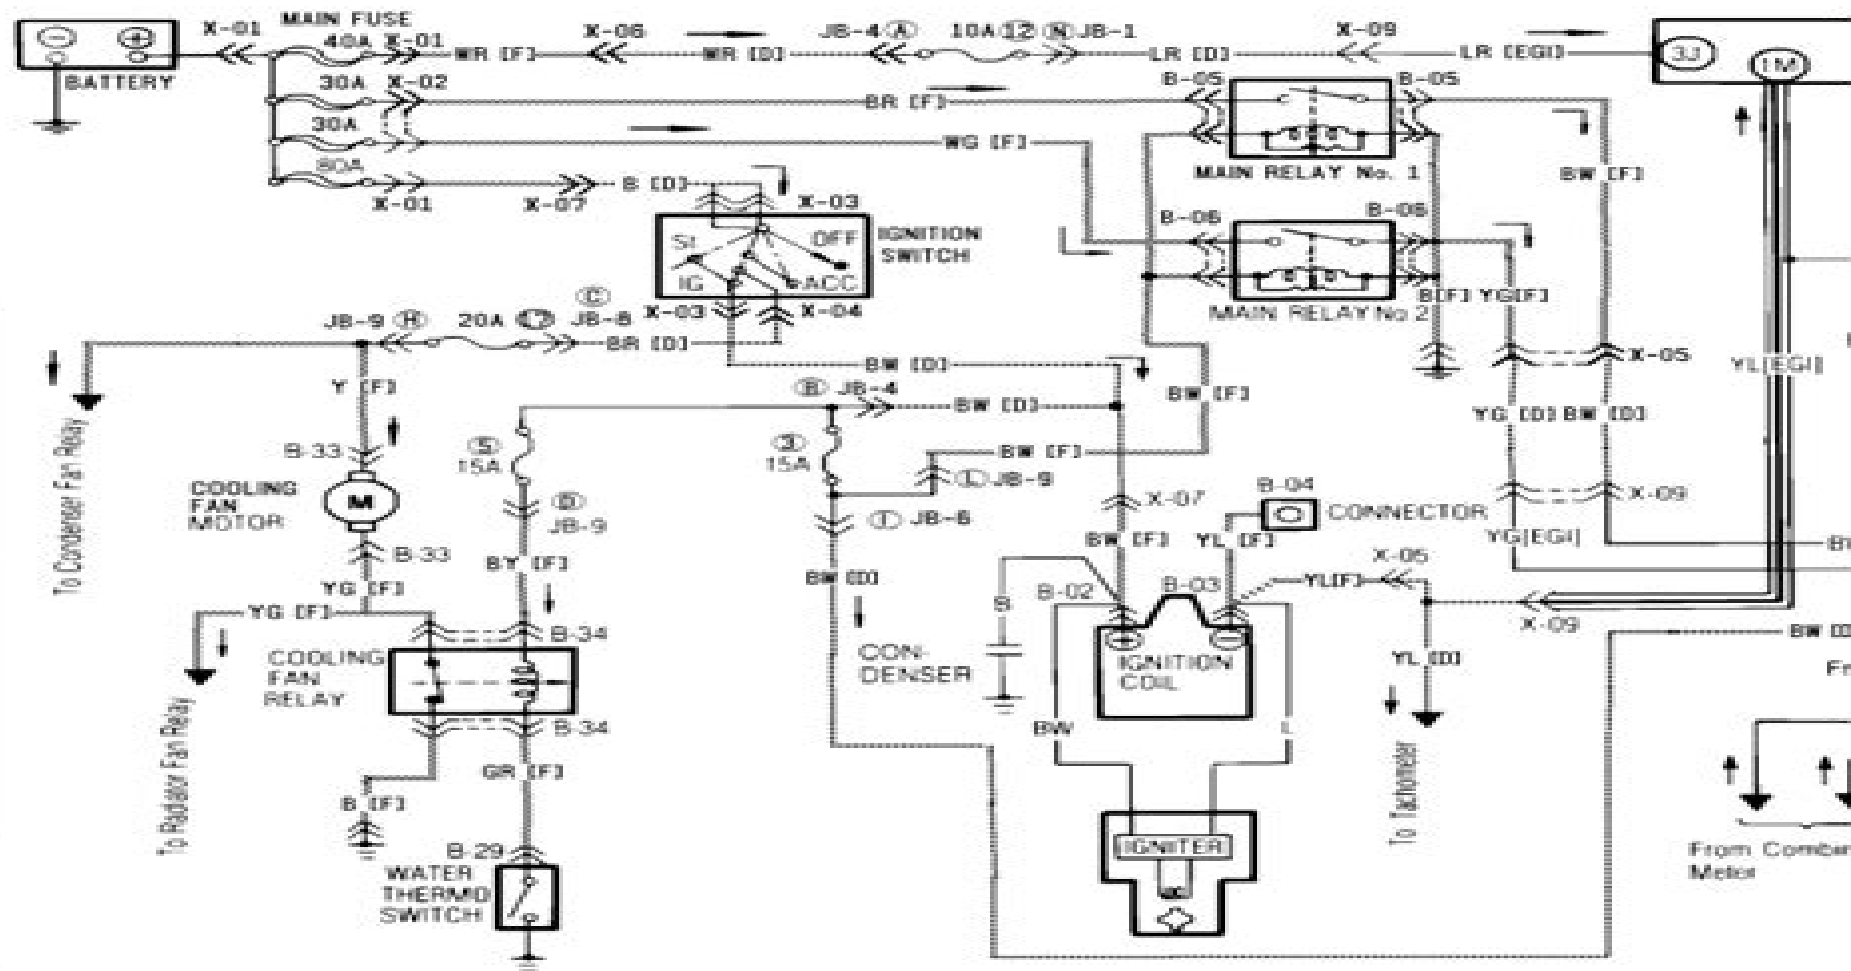 MAIN FUSE
X-01
40A X-01
WR [F]
X-06
WR [D]
JB-4 A
10A 12 N JB-1
LR [D]
X-09
LR [EGI]
3J
1M
BATTERY
30A X-02
BR [F]
B-05
B-05
30A
WG [F]
MAIN RELAY No. 1
BW [F]
80A
X-01
X-07
B [D]
X-03
ST
OFF
IG
ACC
IGNITION
SWITCH
B-06
B-06
B[F] YG[F]
MAIN RELAY No 2
JB-9 H
20A 17
C
JB-8
X-03
X-04
BR [D]
BW [D]
X-05
YL[EGI]
Y [F]
B JB-4
BW [D]
BW [F]
YG [D] BW [D]
To Condenser Fan Relay
B-33
5
15A
3
15A
BW [F]
L JB-9
COOLING
FAN
MOTOR
M
D
JB-9
I JB-6
X-07
B-04
CONNECTOR
X-09
B-33
BY [F]
BW [F]
YL [F]
YG[EGI]
YG [F]
YG [F]
BW [D]
B-02
B-03
YL[F]
X-05
B-34
X-09
BW
COOLING
FAN
RELAY
CON-
DENSER
IGNITION
COIL
YL [D]
B-34
BW
L
GR [F]
B [F]
To Radiator Fan Relay
To Tachometer
B-29
WATER
THERMO
SWITCH
IGNITER
From
Meter